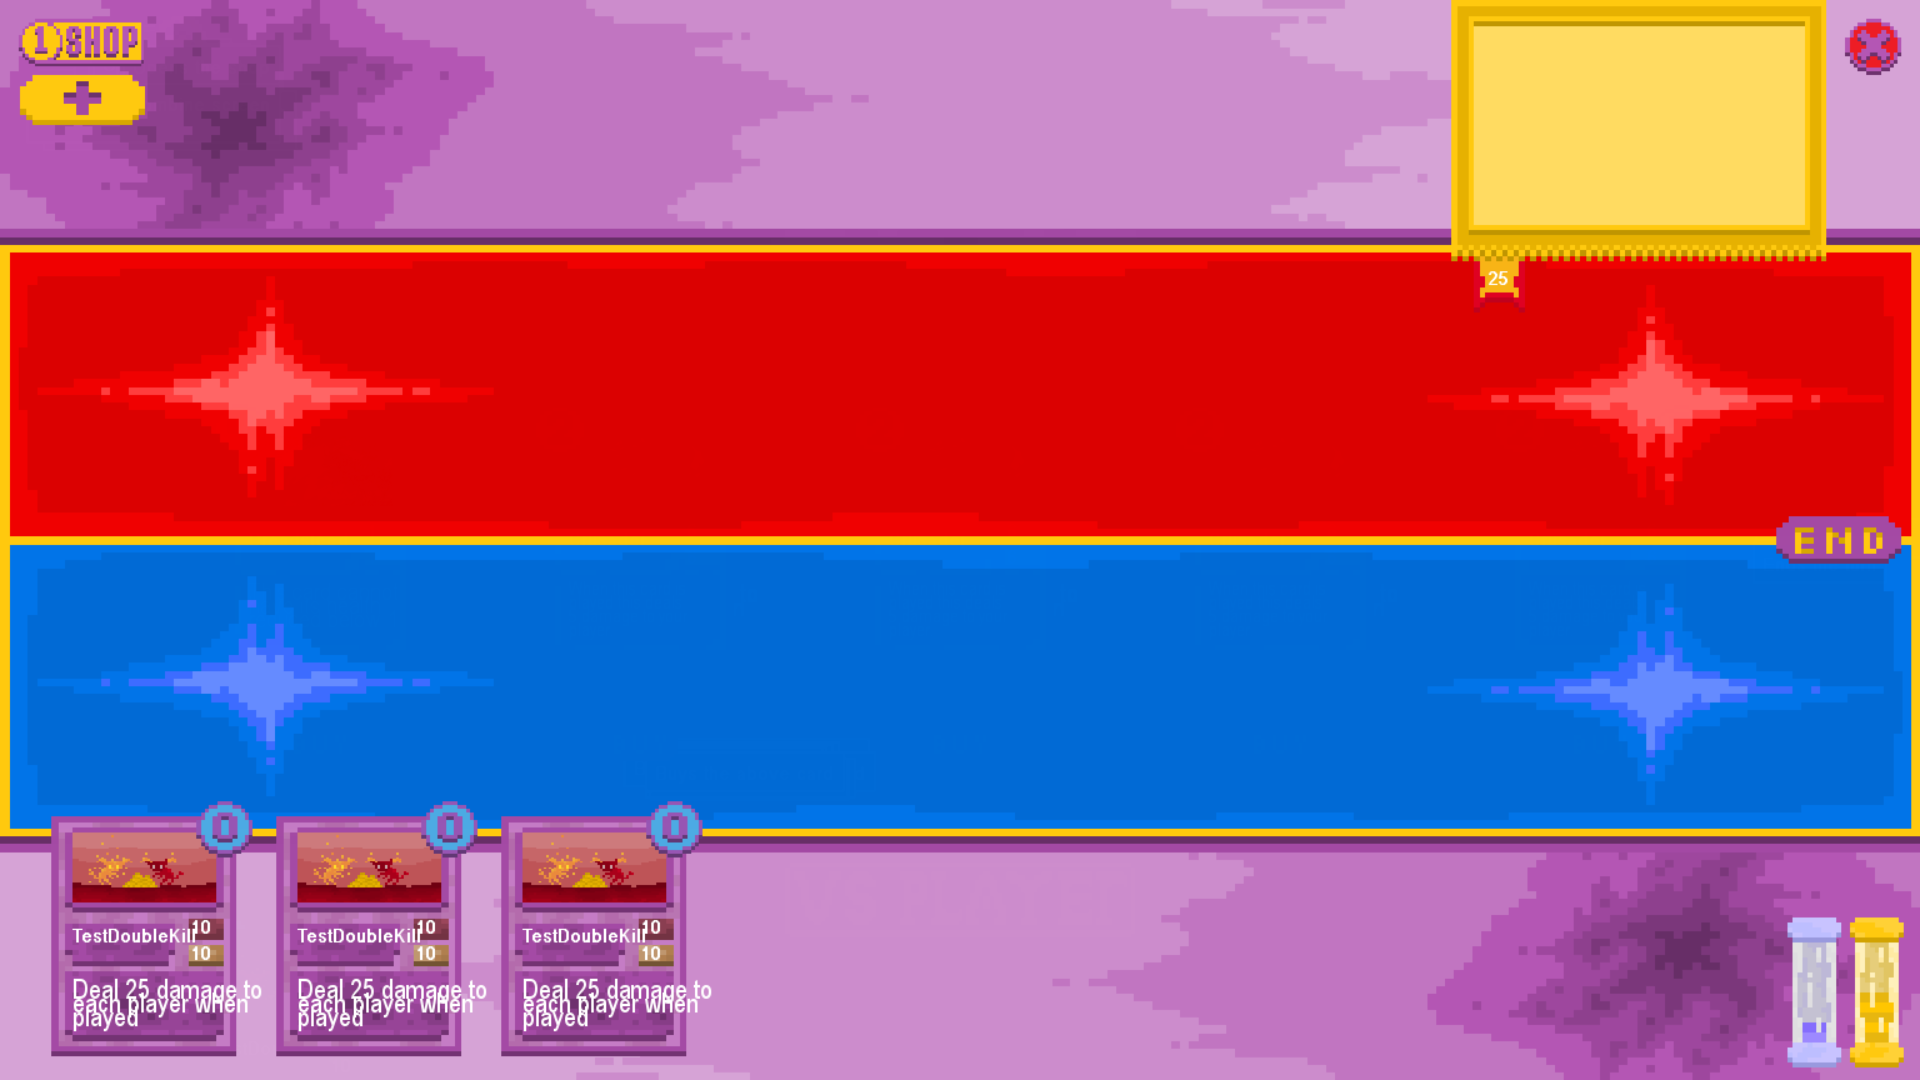 1 SHOP
+
25
END
0
TestDoubleKill
10
10
Deal 25 damage to
each player when
played
0
TestDoubleKill
10
10
Deal 25 damage to
each player when
played
0
TestDoubleKill
10
10
Deal 25 damage to
each player when
played